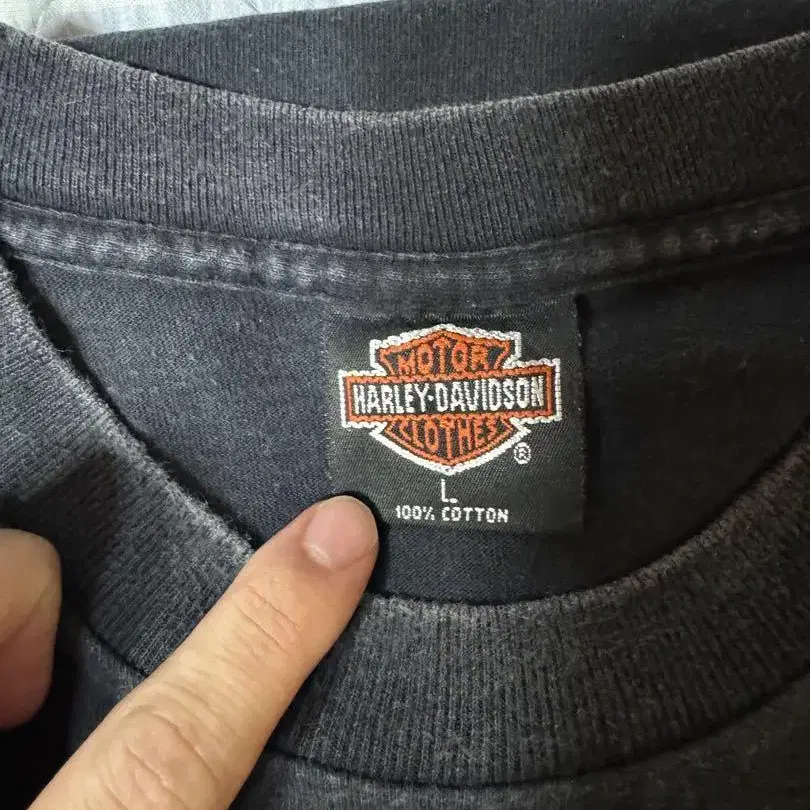 MOTOR
HARLEY-DAVIDSON
CLOTHES
®
L
100% COTTON